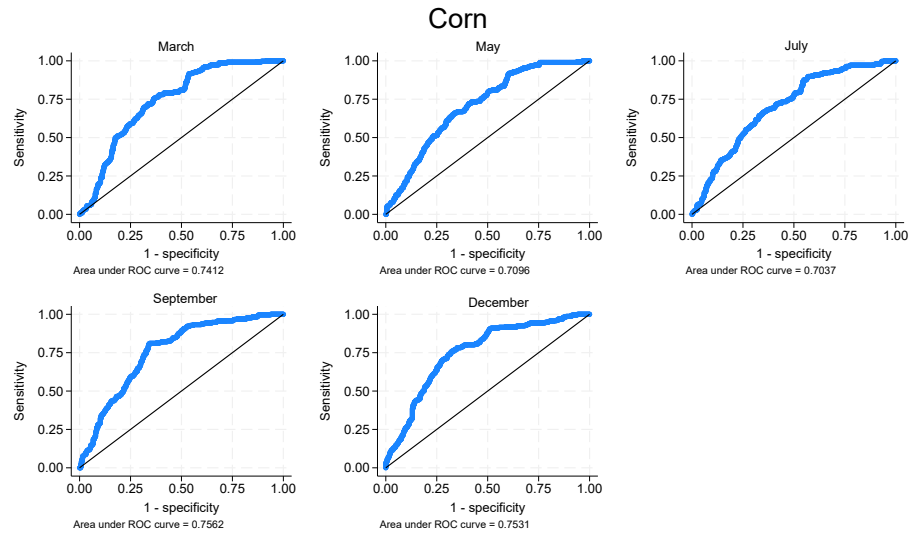 Corn
March
1.00
0.75
0.50
0.25
0.00
Sensitivity
0.00 0.25 0.50 0.75 1.00
1 - specificity
Area under ROC curve = 0.7412
May
1.00
0.75
0.50
0.25
0.00
Sensitivity
0.00 0.25 0.50 0.75 1.00
1 - specificity
Area under ROC curve = 0.7096
July
1.00
0.75
0.50
0.25
0.00
Sensitivity
0.00 0.25 0.50 0.75 1.00
1 - specificity
Area under ROC curve = 0.7037
September
1.00
0.75
0.50
0.25
0.00
Sensitivity
0.00 0.25 0.50 0.75 1.00
1 - specificity
Area under ROC curve = 0.7562
December
1.00
0.75
0.50
0.25
0.00
Sensitivity
0.00 0.25 0.50 0.75 1.00
1 - specificity
Area under ROC curve = 0.7531